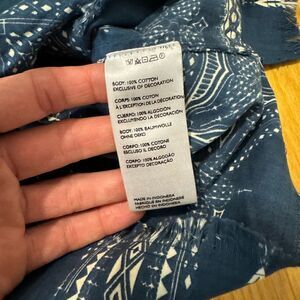 BODY: 100% COTTON
EXCLUSIVE OF DECORATION
CORPS: 100% COTON
À L'EXCEPTION DE LA DÉCORATION
CUERPO: 100% ALGODÓN
EXCLUYENDO LA DECORACIÓN
BODY: 100% BAUMWOLLE
OHNE DEKO
CORPO: 100% COTONE
ESCLUSO IL DECORO
CORPO: 100% ALGODÃO
EXCEPTO DECORAÇÃO
MADE IN INDONESIA
FABRIQUÉ EN INDONÉSIE
HECHO EN INDONESIA